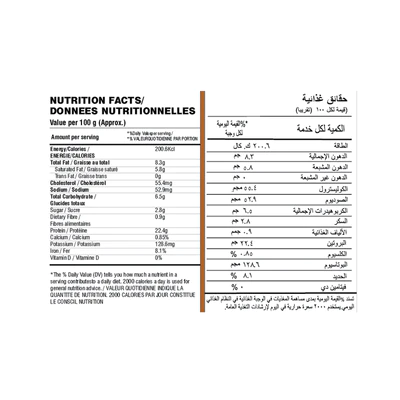 NUTRITION FACTS/
DONNEES NUTRITIONNELLES
Value per 100 g (Approx.)
Amount per serving
*%Daily Value per serving/
*% VALEUR QUOTIDIENNE PAR PORTION
Energy/Calories /
ENERGIE/CALORIES 200.6Kcl
Total Fat / Graisse au total 8.3g
Saturated Fat / Graisse saturé 5.8g
Trans Fat / Graisse trans 0g
Cholesterol / Cholestérol 55,4mg
Sodium / Sodium 52,9mg
Total Carbohydrate / 6.5g
Glucides totaux
Sugar / Sucre 2.8g
Dietary Fibre / 0.9g
Fibres alimentaires
Protein / Protéine 22,4g
Calcium / Calcium 0.85%
Potassium / Potassium 128.6mg
Iron / Fer 8.1%
Vitamin D / Vitamine D 0%
*The % Daily Value (DV) tells you how much a nutrient in a
serving contributes to a daily diet. 2000 calories a day is used for
general nutrition advice. / VALEUR QUOTIDIENNE INDIQUE LA
QUANTITE DE NUTRITION. 2000 CALORIES PAR JOUR CONSTITUE
LE CONSEIL NUTRITION
حقائق غذائية
(قيمة لكل ١٠٠ (تقريبا)
الكمية لكل خدمة
%القيمة اليومية*
لكل وجبة
الطاقة ٢٠٠,٦ ك. كال
الدهون الإجمالية ٨,٣ جم
الدهون المشبعة ٥,٨ جم
الدهون غير المشبعة ٠ جم
الكوليسترول ٥٥,٤ مجم
الصوديوم ٥٢,٩ مجم
الكربوهيدرات الإجمالية ٦,٥ جم
السكر ٢,٨ جم
الألياف الغذائية ٠,٩ جم
البروتين ٢٢,٤ جم
الكلسيوم ٠,٨٥ %
البوتاسيوم ١٢٨,٦ مجم
الحديد ٨,١ %
فيتامين دي ٠ %
القيمة اليومية بمدى مساهمة المغذيات في الوجبة الغذائية في النظام الغذائي
اليومي يستخدم ٢٠٠٠ سعرة حرارية في اليوم لإرشادات التغذية العامة.